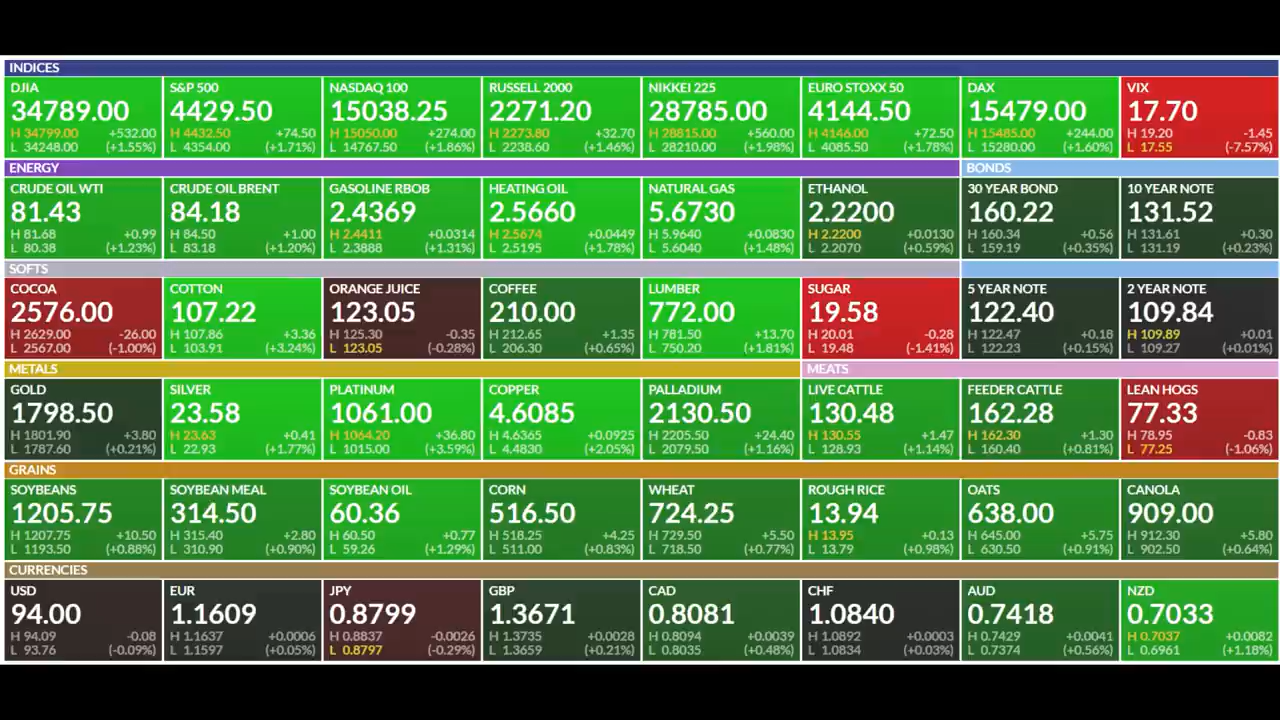 INDICES
DJIA S&P 500 NASDAQ 100 RUSSELL 2000 NIKKEI 225 EURO STOXX 50 DAX VIX
34789.00 4429.50 15038.25 2271.20 28785.00 4144.50 15479.00 17.70
H 34799.00 +532.00 H 4432.50 +74.50 H 15050.00 +274.00 H 2273.80 +32.70 H 28815.00 +560.00 H 4146.00 +72.50 H 15485.00 +244.00 H 19.20 -1.45
L 34248.00 (+1.55%) L 4354.00 (+1.71%) L 14767.50 (+1.86%) L 2238.60 (+1.46%) L 28210.00 (+1.98%) L 4085.50 (+1.78%) L 15280.00 (+1.60%) L 17.55 (-7.57%)
ENERGY BONDS
CRUDE OIL WTI CRUDE OIL BRENT GASOLINE RBOB HEATING OIL NATURAL GAS ETHANOL 30 YEAR BOND 10 YEAR NOTE
81.43 84.18 2.4369 2.5660 5.6730 2.2200 160.22 131.52
H 81.68 +0.99 H 84.50 +1.00 H 2.4411 +0.0314 H 2.5674 +0.0449 H 5.9640 +0.0830 H 2.2200 +0.0130 H 160.34 +0.56 H 131.61 +0.30
L 80.38 (+1.23%) L 83.18 (+1.20%) L 2.3888 (+1.31%) L 2.5195 (+1.78%) L 5.6040 (+1.48%) L 2.2070 (+0.59%) L 159.19 (+0.35%) L 131.19 (+0.23%)
SOFTS
COCOA COTTON ORANGE JUICE COFFEE LUMBER SUGAR 5 YEAR NOTE 2 YEAR NOTE
2576.00 107.22 123.05 210.00 772.00 19.58 122.40 109.84
H 2629.00 -26.00 H 107.86 +3.36 H 125.30 -0.35 H 212.65 +1.35 H 781.50 +13.70 H 20.01 -0.28 H 122.47 +0.18 H 109.89 +0.01
L 2567.00 (-1.00%) L 103.91 (+3.24%) L 123.05 (-0.28%) L 206.30 (+0.65%) L 750.20 (+1.81%) L 19.48 (-1.41%) L 122.23 (+0.15%) L 109.27 (+0.01%)
METALS MEATS
GOLD SILVER PLATINUM COPPER PALLADIUM LIVE CATTLE FEEDER CATTLE LEAN HOGS
1798.50 23.58 1061.00 4.6085 2130.50 130.48 162.28 77.33
H 1801.90 +3.80 H 23.63 +0.41 H 1064.20 +36.80 H 4.6365 +0.0925 H 2205.50 +24.40 H 130.55 +1.47 H 162.30 +1.30 H 78.95 -0.83
L 1787.60 (+0.21%) L 22.93 (+1.77%) L 1015.00 (+3.59%) L 4.4830 (+2.05%) L 2079.50 (+1.16%) L 128.93 (+1.14%) L 160.40 (+0.81%) L 77.25 (-1.06%)
GRAINS
SOYBEANS SOYBEAN MEAL SOYBEAN OIL CORN WHEAT ROUGH RICE OATS CANOLA
1205.75 314.50 60.36 516.50 724.25 13.94 638.00 909.00
H 1207.75 +10.50 H 315.40 +2.80 H 60.50 +0.77 H 518.25 +4.25 H 729.50 +5.50 H 13.95 +0.13 H 645.00 +5.75 H 912.30 +5.80
L 1193.50 (+0.88%) L 310.90 (+0.90%) L 59.26 (+1.29%) L 511.00 (+0.83%) L 718.50 (+0.77%) L 13.79 (+0.98%) L 630.50 (+0.91%) L 902.50 (+0.64%)
CURRENCIES
USD EUR JPY GBP CAD CHF AUD NZD
94.00 1.1609 0.8799 1.3671 0.8081 1.0840 0.7418 0.7033
H 94.09 -0.08 H 1.1637 +0.0006 H 0.8837 -0.0026 H 1.3735 +0.0028 H 0.8094 +0.0039 H 1.0892 +0.0003 H 0.7429 +0.0041 H 0.7037 +0.0082
L 93.76 (-0.09%) L 1.1597 (+0.05%) L 0.8797 (-0.29%) L 1.3659 (+0.21%) L 0.8035 (+0.48%) L 1.0834 (+0.03%) L 0.7374 (+0.56%) L 0.6961 (+1.18%)